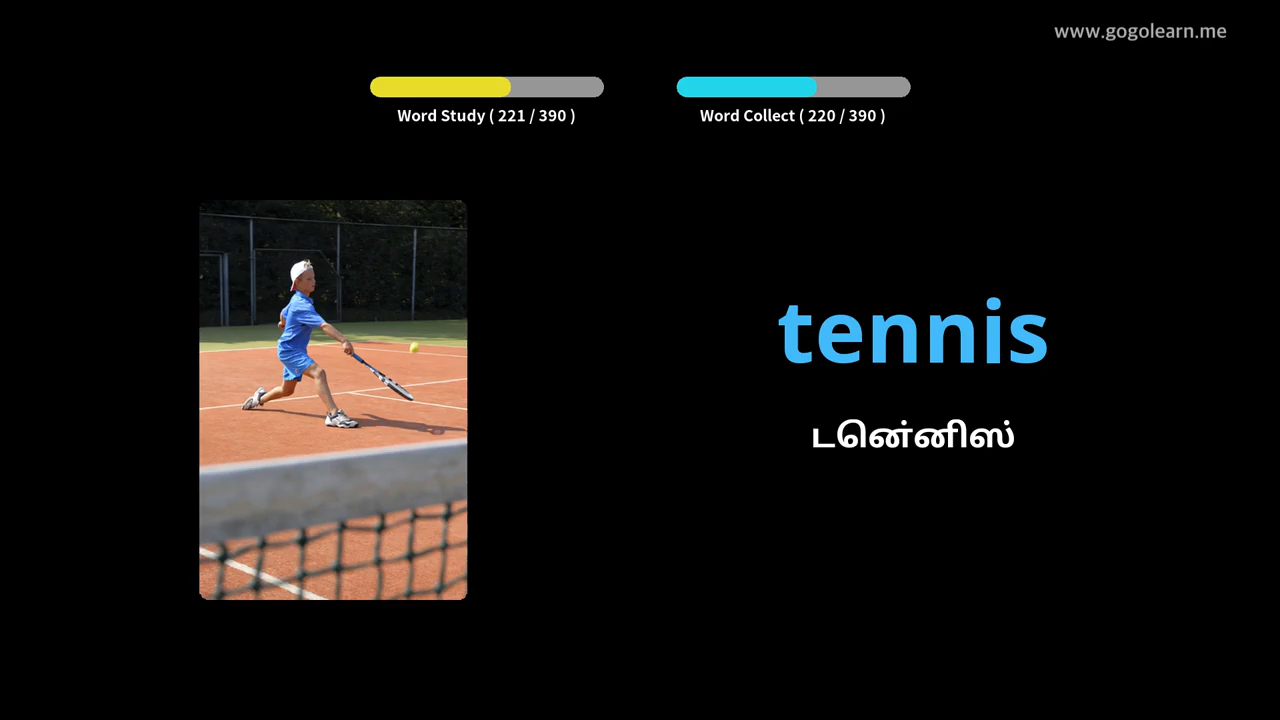 www.gogolearn.me
Word Study ( 221 / 390 )
Word Collect ( 220 / 390 )
tennis
டென்னிஸ்